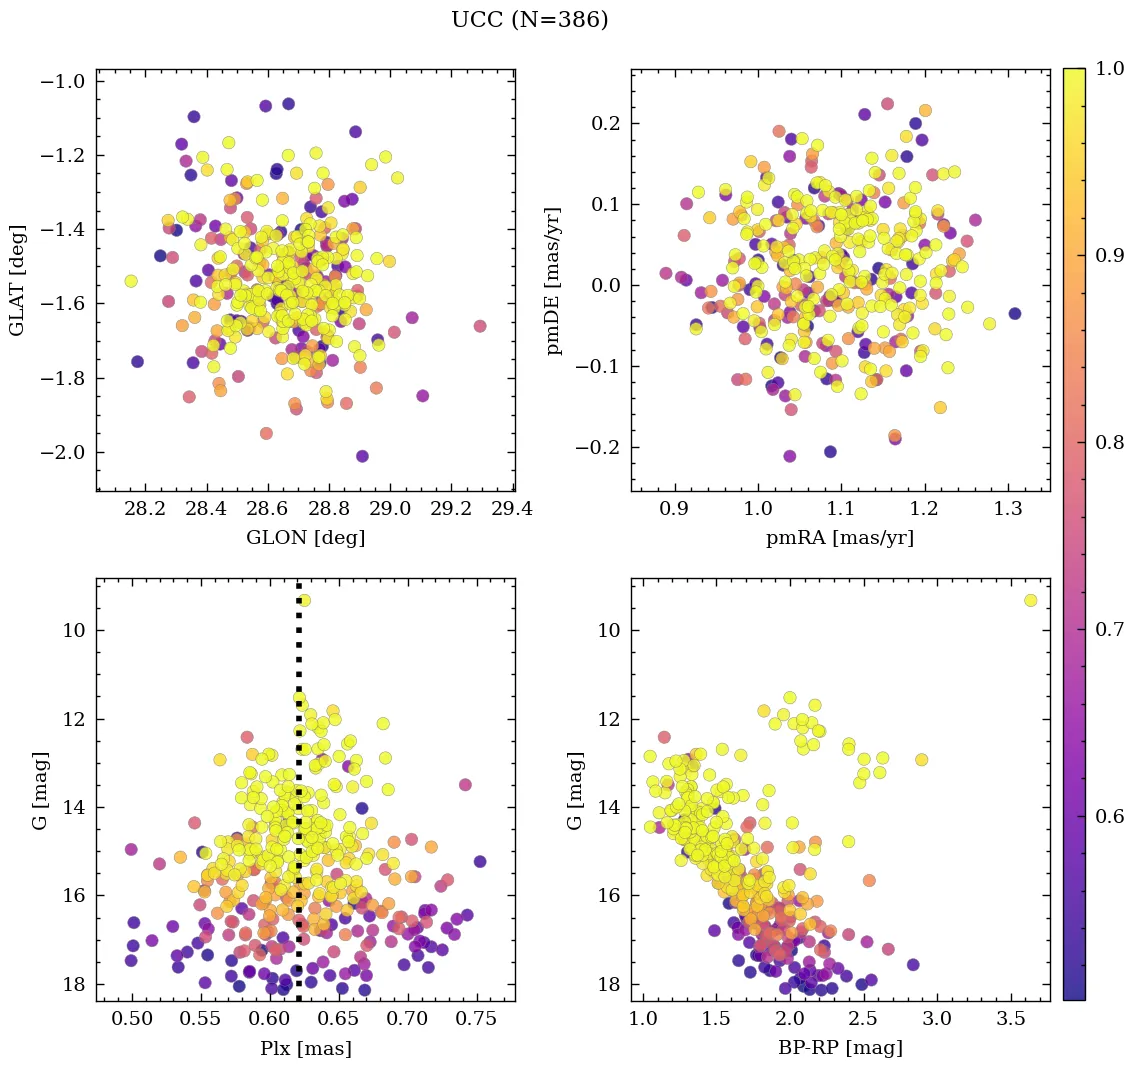 UCC (N=386)
−1.0
−1.2
−1.4
−1.6
−1.8
−2.0
GLAT [deg]
28.2 28.4 28.6 28.8 29.0 29.2 29.4
GLON [deg]
0.2
0.1
0.0
−0.1
−0.2
pmDE [mas/yr]
0.9 1.0 1.1 1.2 1.3
pmRA [mas/yr]
1.0
0.9
0.8
0.7
0.6
10
12
14
16
18
G [mag]
0.50 0.55 0.60 0.65 0.70 0.75
Plx [mas]
10
12
14
16
18
G [mag]
1.0 1.5 2.0 2.5 3.0 3.5
BP-RP [mag]